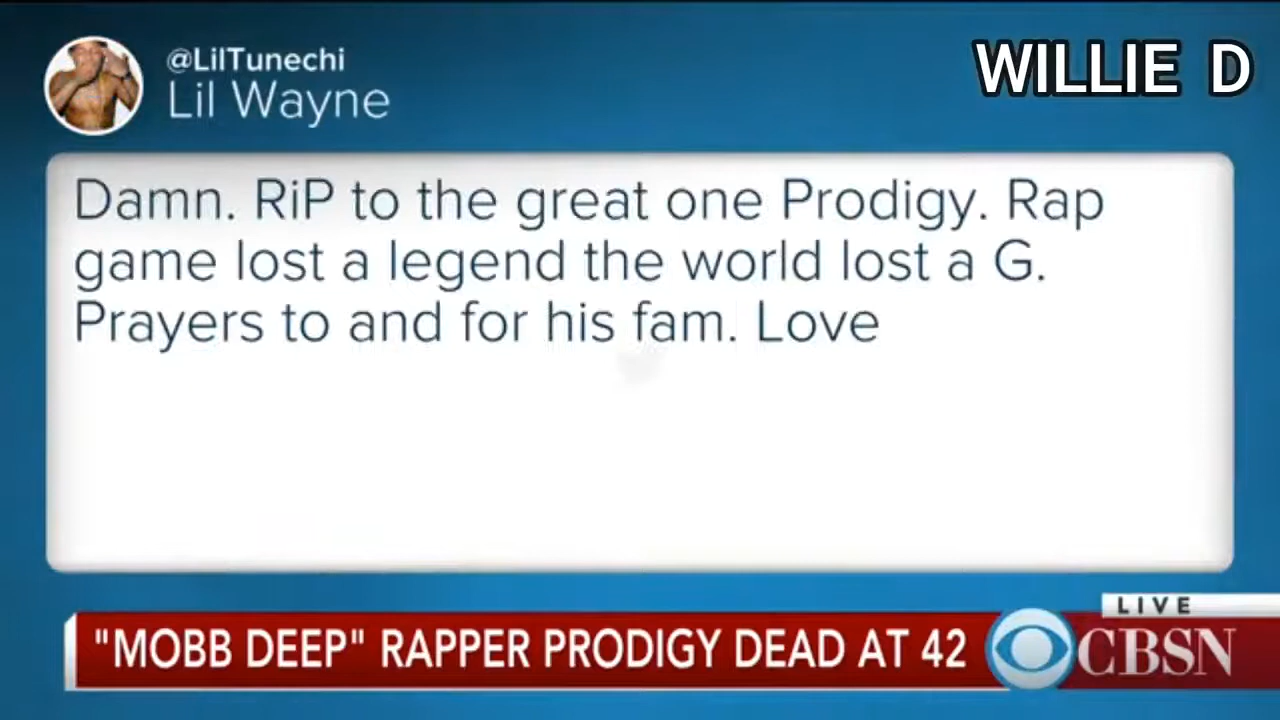 @LilTunechi
Lil Wayne
WILLIE D
Damn. RiP to the great one Prodigy. Rap
game lost a legend the world lost a G.
Prayers to and for his fam. Love
LIVE
"MOBB DEEP" RAPPER PRODIGY DEAD AT 42
CBSN